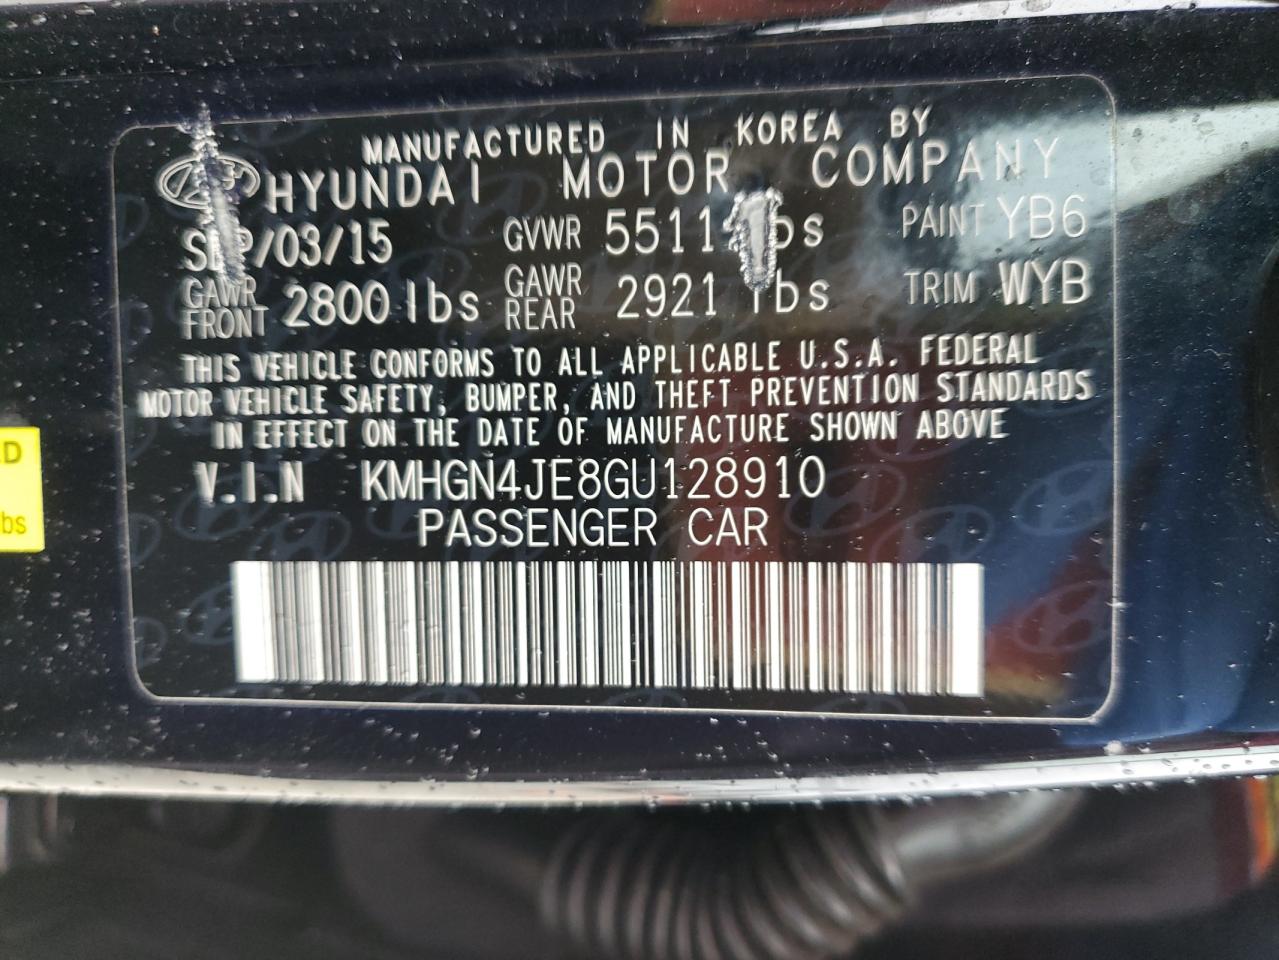 MANUFACTURED IN KOREA BY
HYUNDAI MOTOR COMPANY
/03/15 GVWR PAINT YB6
GAWR FRONT 2800 lbs GAWR REAR 2921 lbs TRIM WYB
THIS VEHICLE CONFORMS TO ALL APPLICABLE U.S.A. FEDERAL
MOTOR VEHICLE SAFETY, BUMPER, AND THEFT PREVENTION STANDARDS
IN EFFECT ON THE DATE OF MANUFACTURE SHOWN ABOVE
V.I.N KMHGN4JE8GU128910
PASSENGER CAR